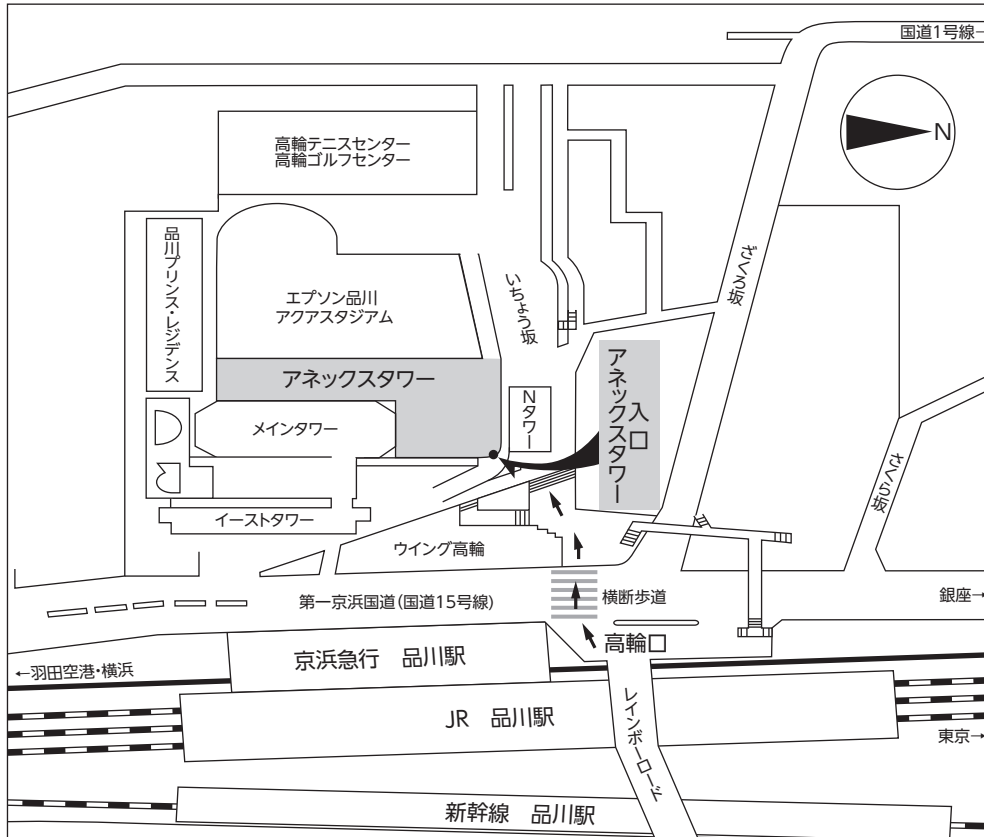 国道1号線→
N
高輪テニスセンター
高輪ゴルフセンター
品川プリンス・レジデンス
エプソン品川
アクアスタジアム
いちょう坂
ざくろ坂
アネックスタワー
アネックスタワー
入口
Nタワー
メインタワー
さくら坂
イーストタワー
ウイング高輪
第一京浜国道(国道15号線)
横断歩道
銀座→
高輪口
←羽田空港・横浜
京浜急行 品川駅
レインボーロード
JR 品川駅
東京→
新幹線 品川駅